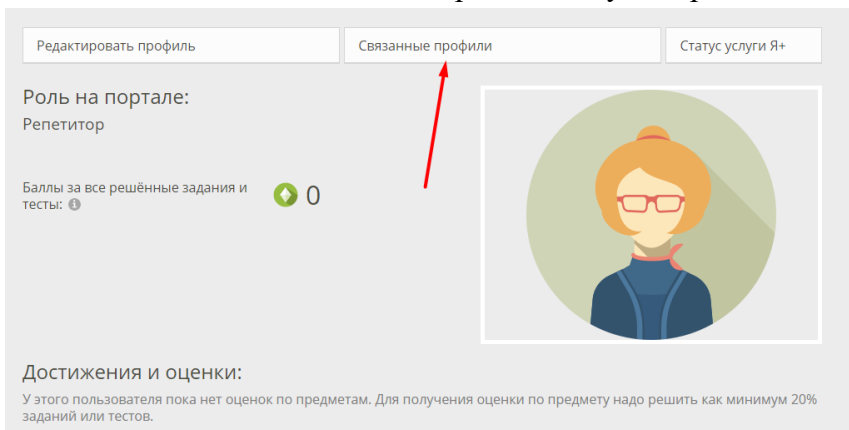 Редактировать профиль
Связанные профили
Статус услуги Я+
Роль на портале:
Репетитор
Баллы за все решённые задания и
тесты:
0
Достижения и оценки:
У этого пользователя пока нет оценок по предметам. Для получения оценки по предмету надо решить как минимум 20%
заданий или тестов.